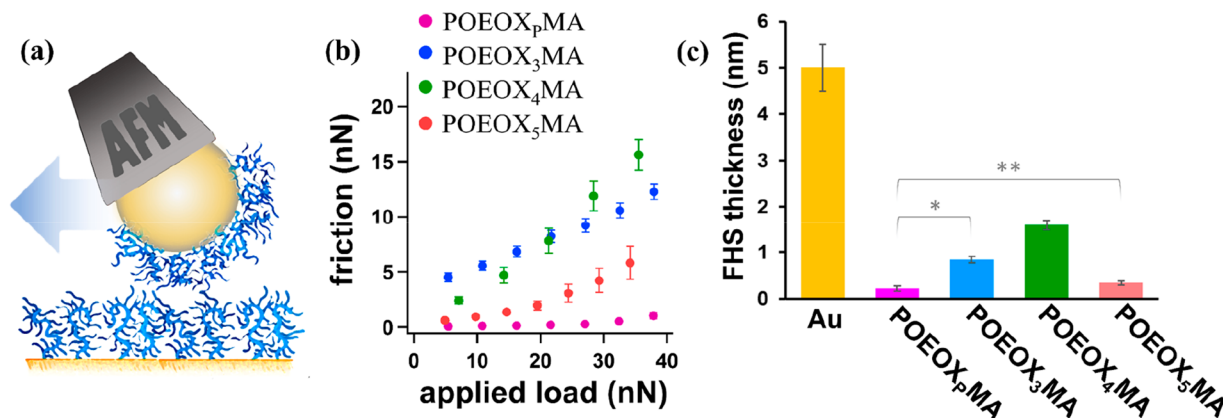 (a)
AFM
(b)
POEOXₚMA
POEOX₃MA
POEOX₄MA
POEOX₅MA
friction (nN)
20
15
10
5
0
0
10
20
30
40
applied load (nN)
(c)
FHS thickness (nm)
6
5
4
3
2
1
0
*
**
Au
POEOXₚMA
POEOX₃MA
POEOX₄MA
POEOX₅MA